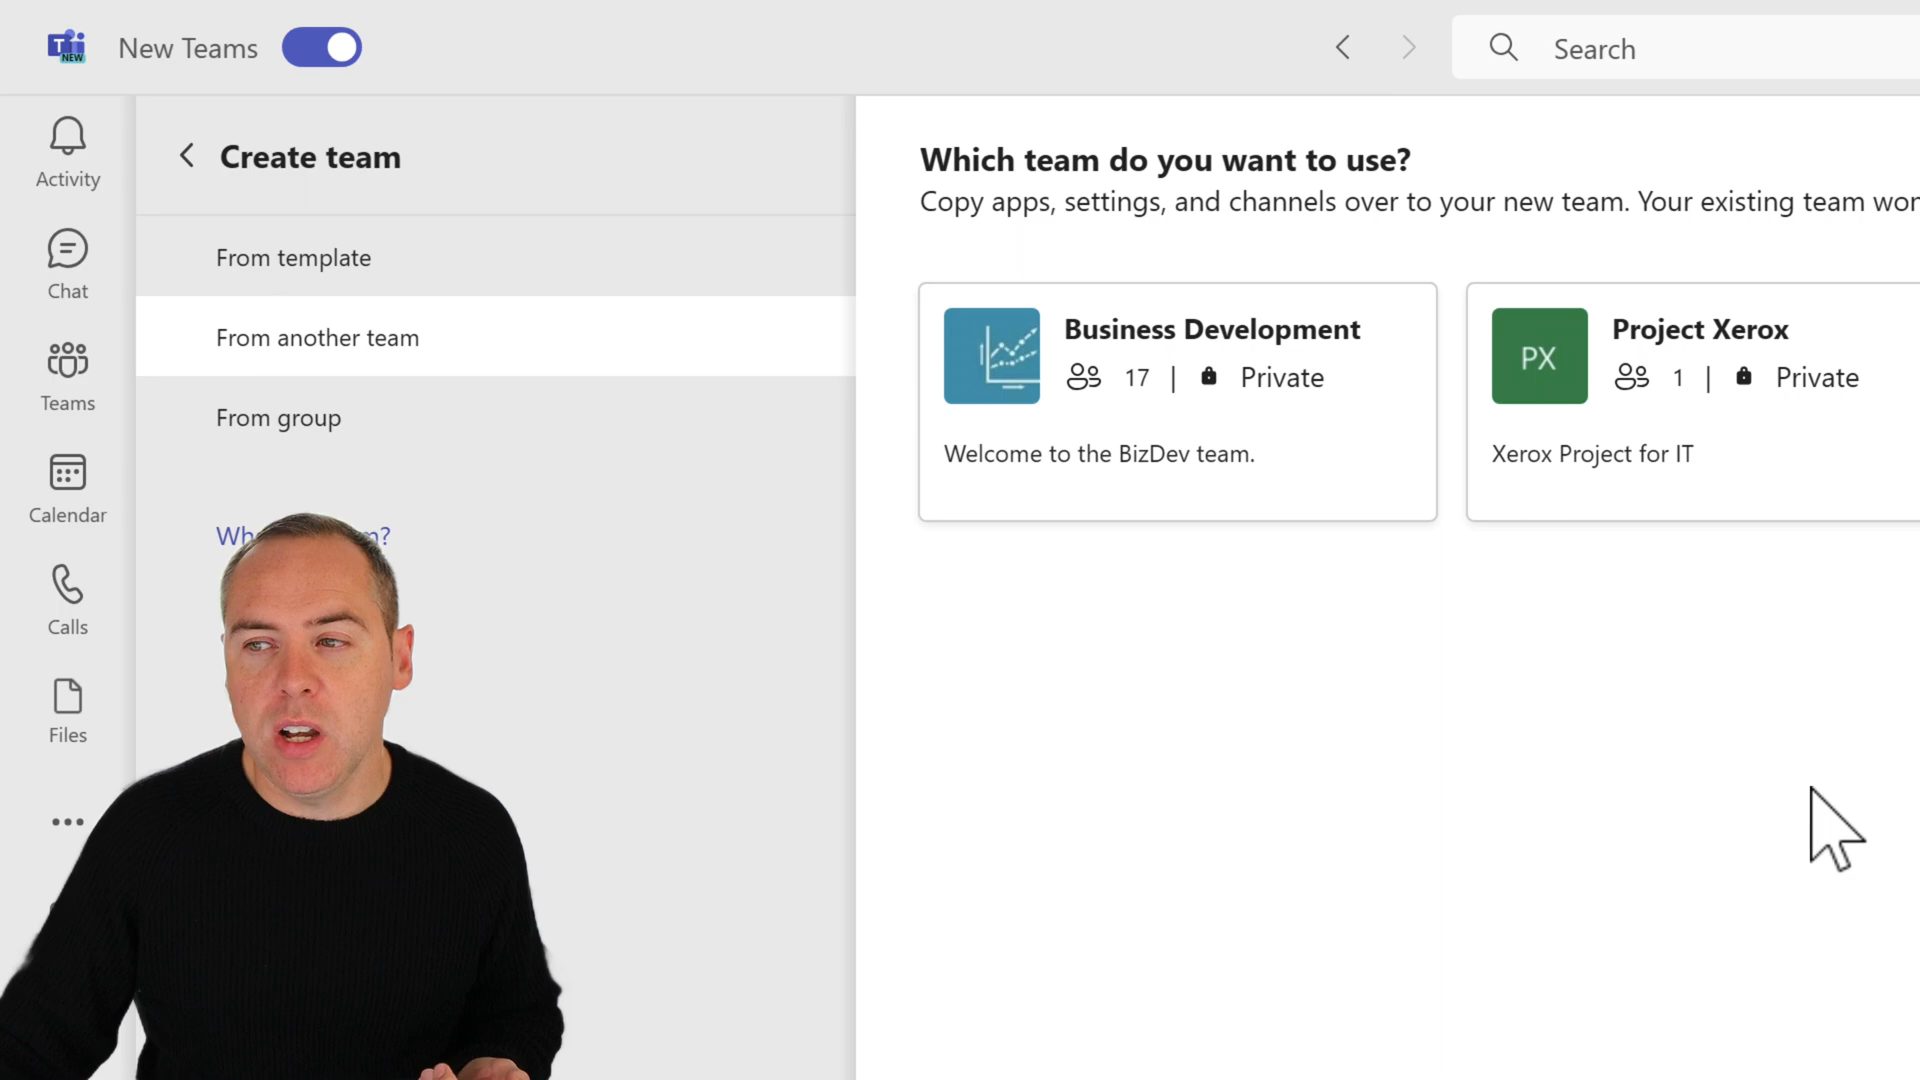 T
NEW
New Teams
Search
Activity
Chat
Teams
Calendar
Calls
Files
Create team
From template
From another team
From group
Which team do you want to use?
Copy apps, settings, and channels over to your new team. Your existing team
Business Development
17 | Private
Welcome to the BizDev team.
PX
Project Xerox
1 | Private
Xerox Project for IT